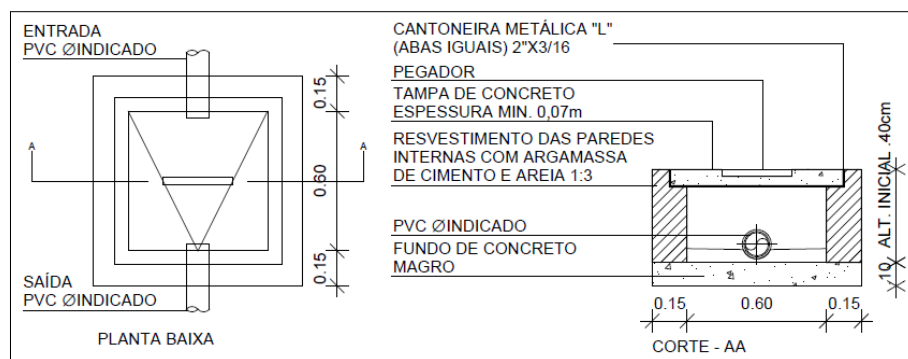 ENTRADA
PVC ØINDICADO
0.15
A
A
0.60
0.15
SAÍDA
PVC ØINDICADO
PLANTA BAIXA
CANTONEIRA METÁLICA "L"
(ABAS IGUAIS) 2"X3/16
PEGADOR
TAMPA DE CONCRETO
ESPESSURA MIN. 0,07m
RESVESTIMENTO DAS PAREDES
INTERNAS COM ARGAMASSA
DE CIMENTO E AREIA 1:3
PVC ØINDICADO
FUNDO DE CONCRETO
MAGRO
ALT. INICIAL .40cm
10
0.15
0.60
0.15
CORTE - AA